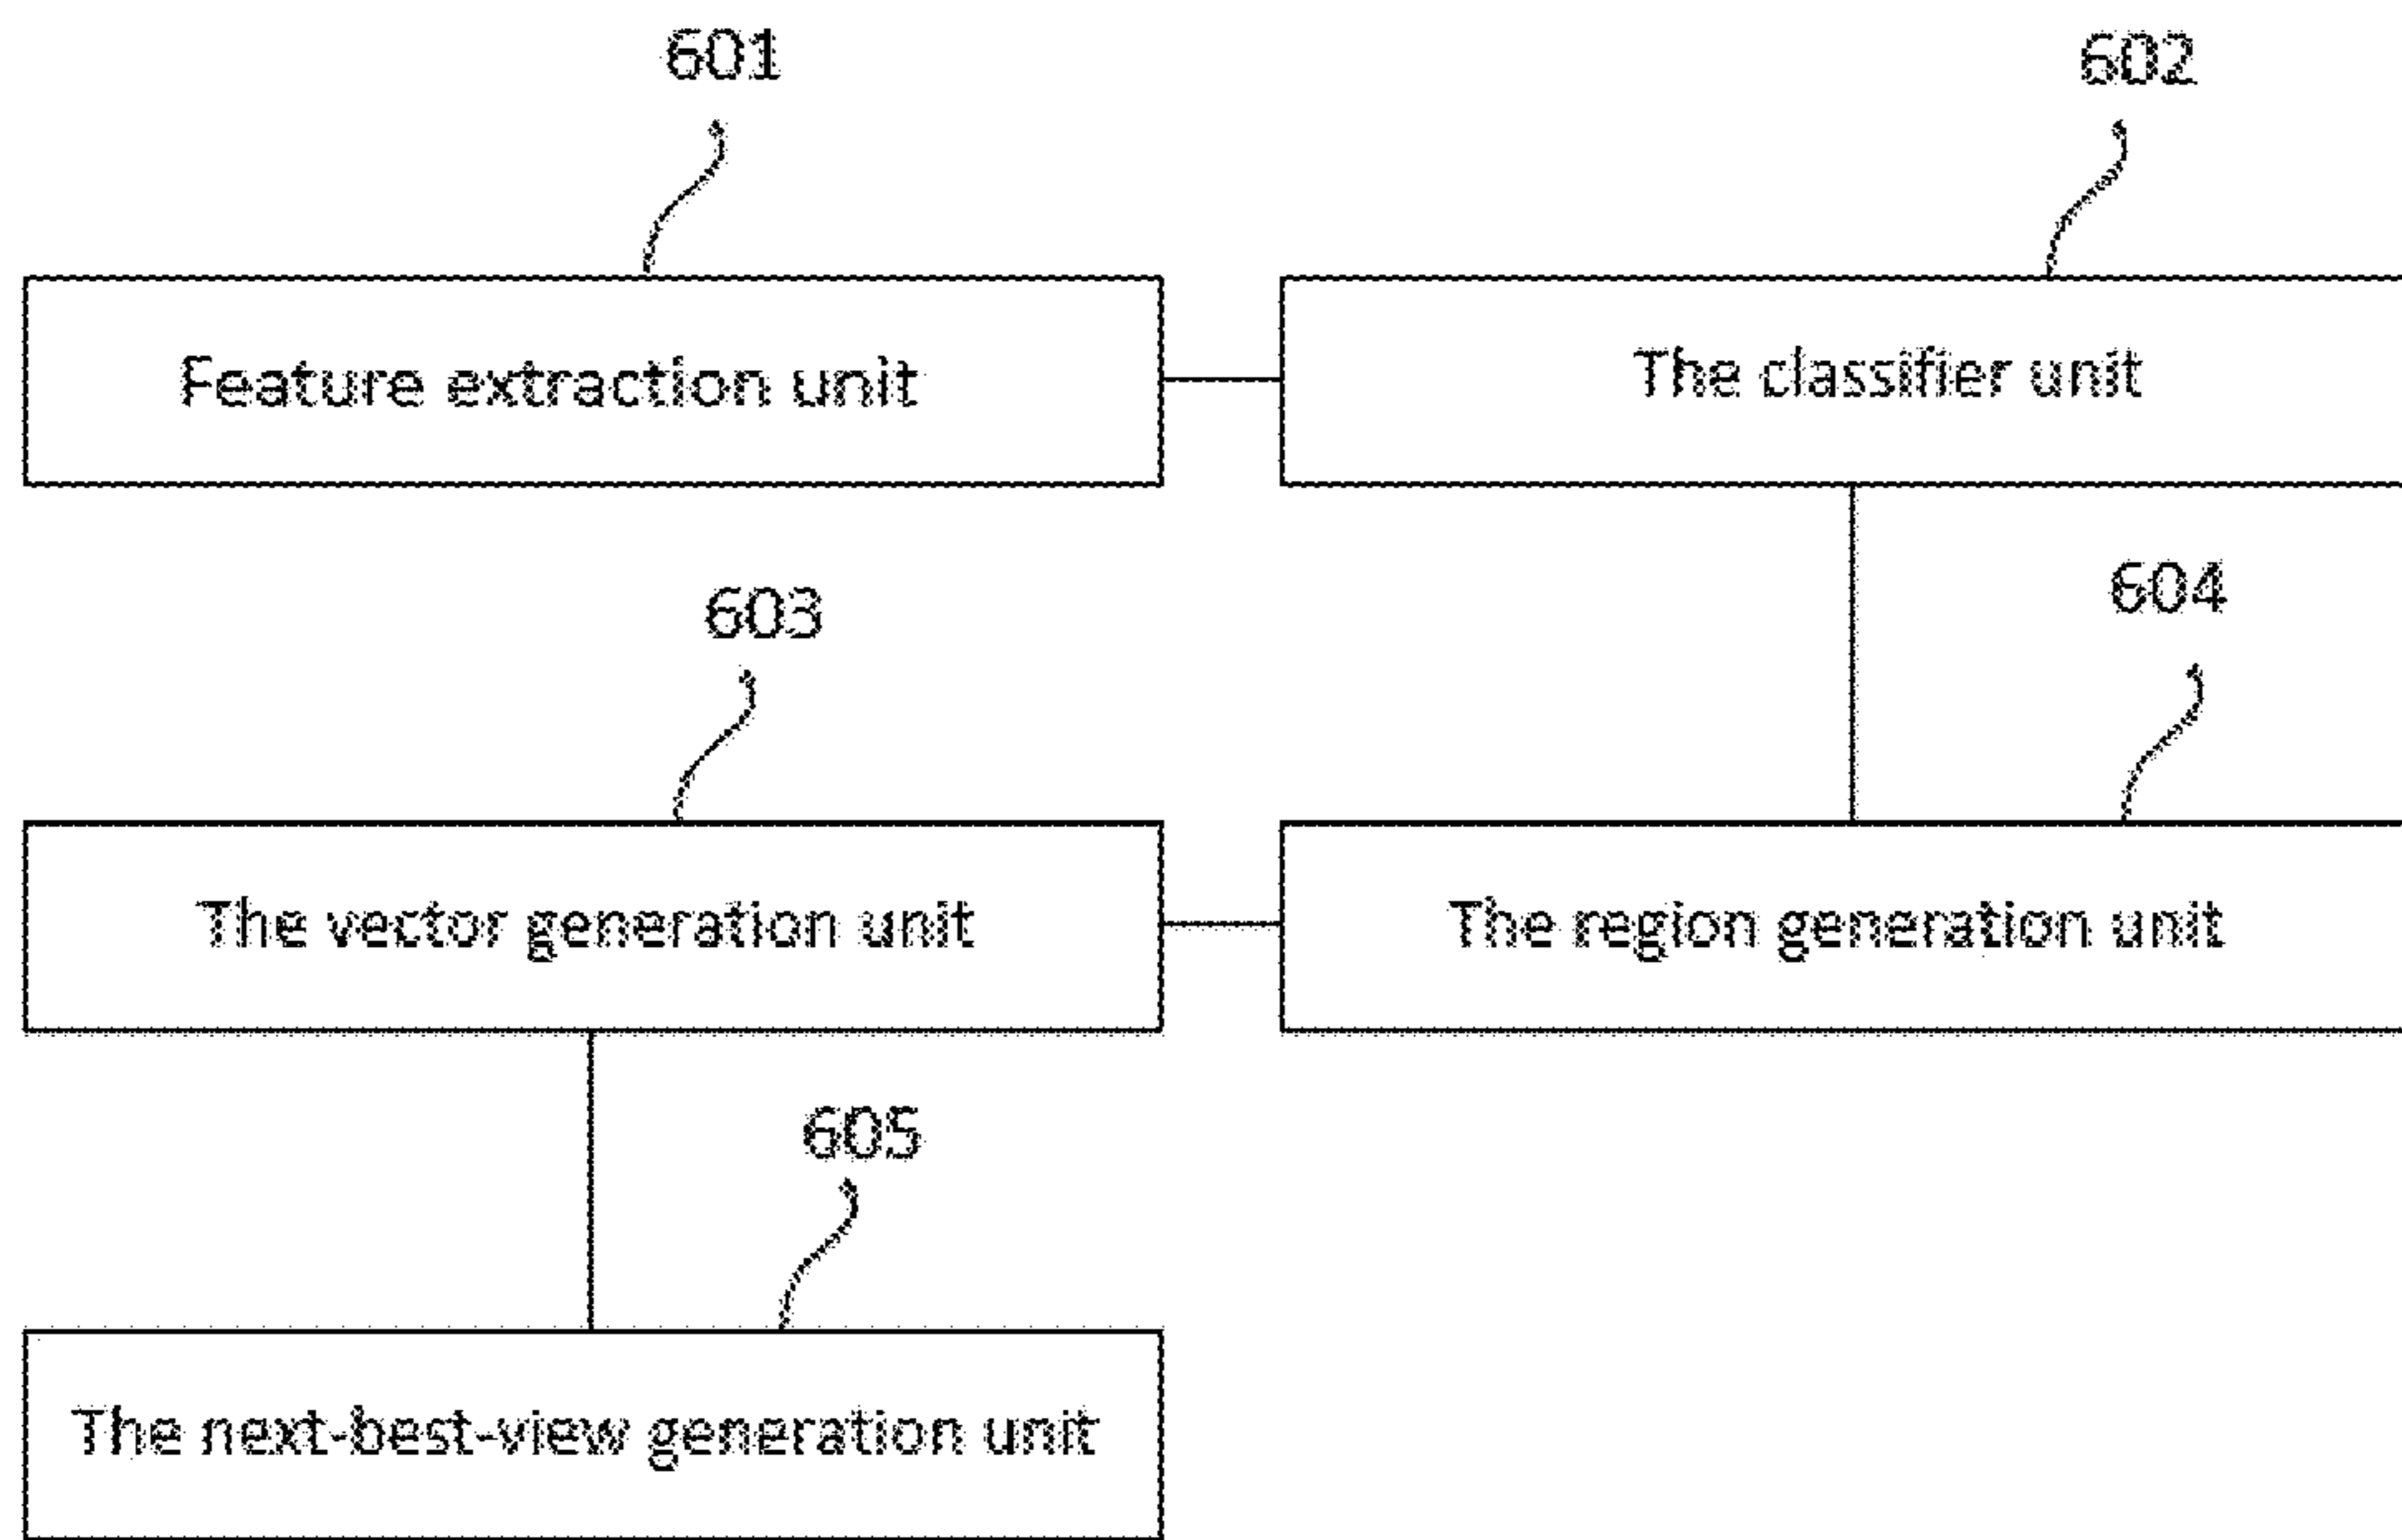 601
602
Feature extraction unit
The classifier unit
603
604
The vector generation unit
The region generation unit
605
The next-best-view generation unit